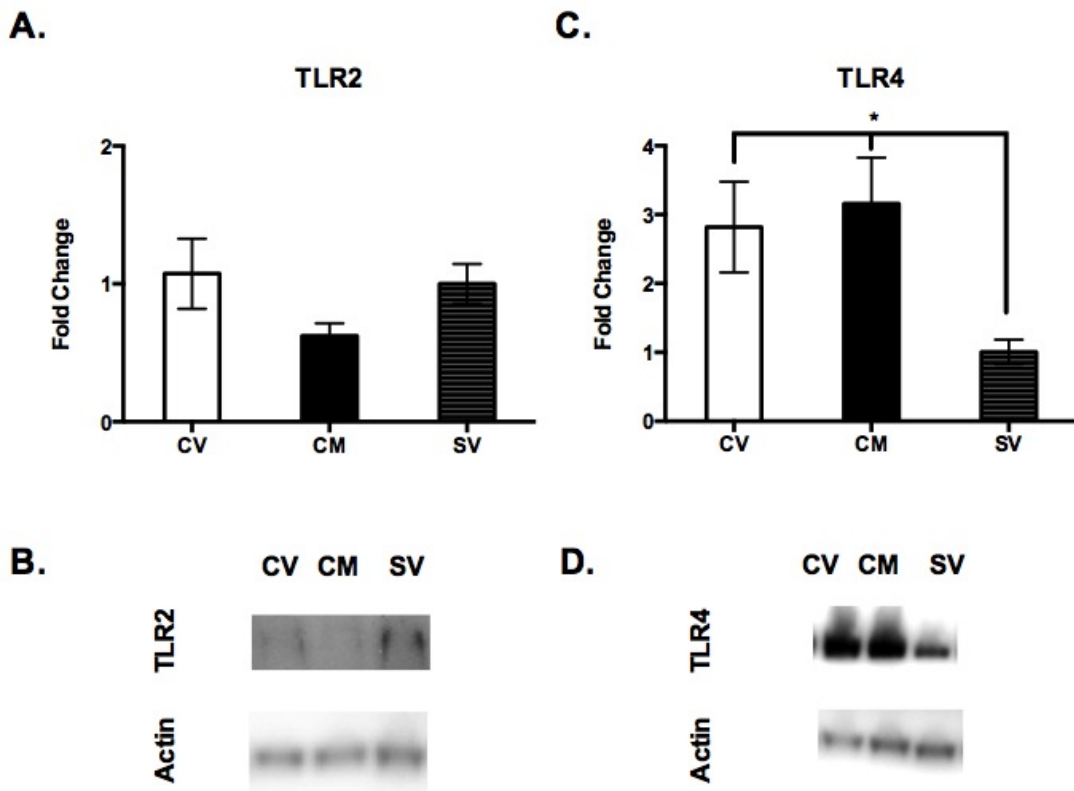 A.
TLR2
Fold Change
2
1
0
CV CM SV
C.
TLR4
*
Fold Change
4
3
2
1
0
CV CM SV
B.
CV CM SV
TLR2
Actin
D.
CV CM SV
TLR4
Actin